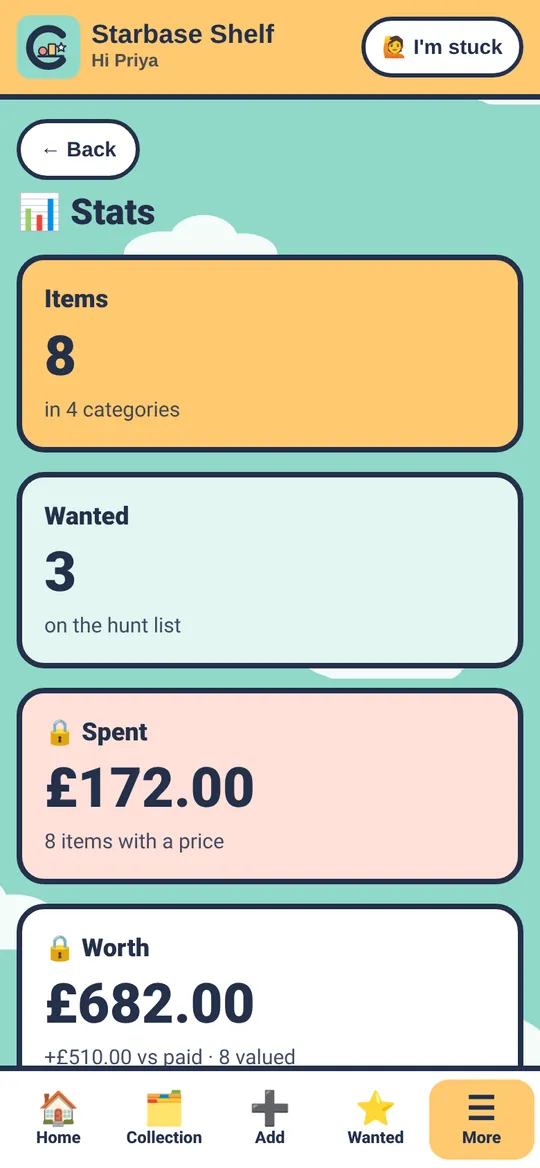 Starbase Shelf
Hi Priya
🙋 I'm stuck
← Back
📊 Stats
Items
8
in 4 categories
Wanted
3
on the hunt list
🔒 Spent
£172.00
8 items with a price
🔒 Worth
£682.00
+£510.00 vs paid · 8 valued
Home
Collection
Add
Wanted
More